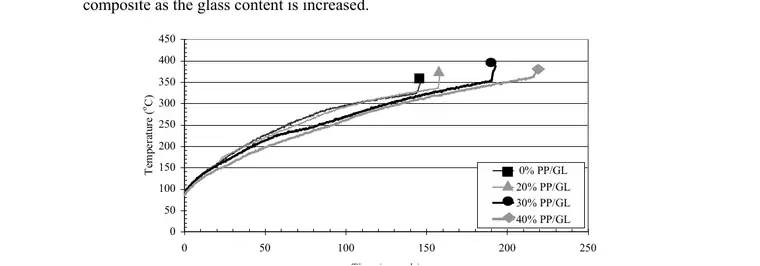 composite as the glass content is increased.
450
400
350
300
250
200
150
100
50
0
Temperature (°C)
0% PP/GL
20% PP/GL
30% PP/GL
40% PP/GL
0 50 100 150 200 250